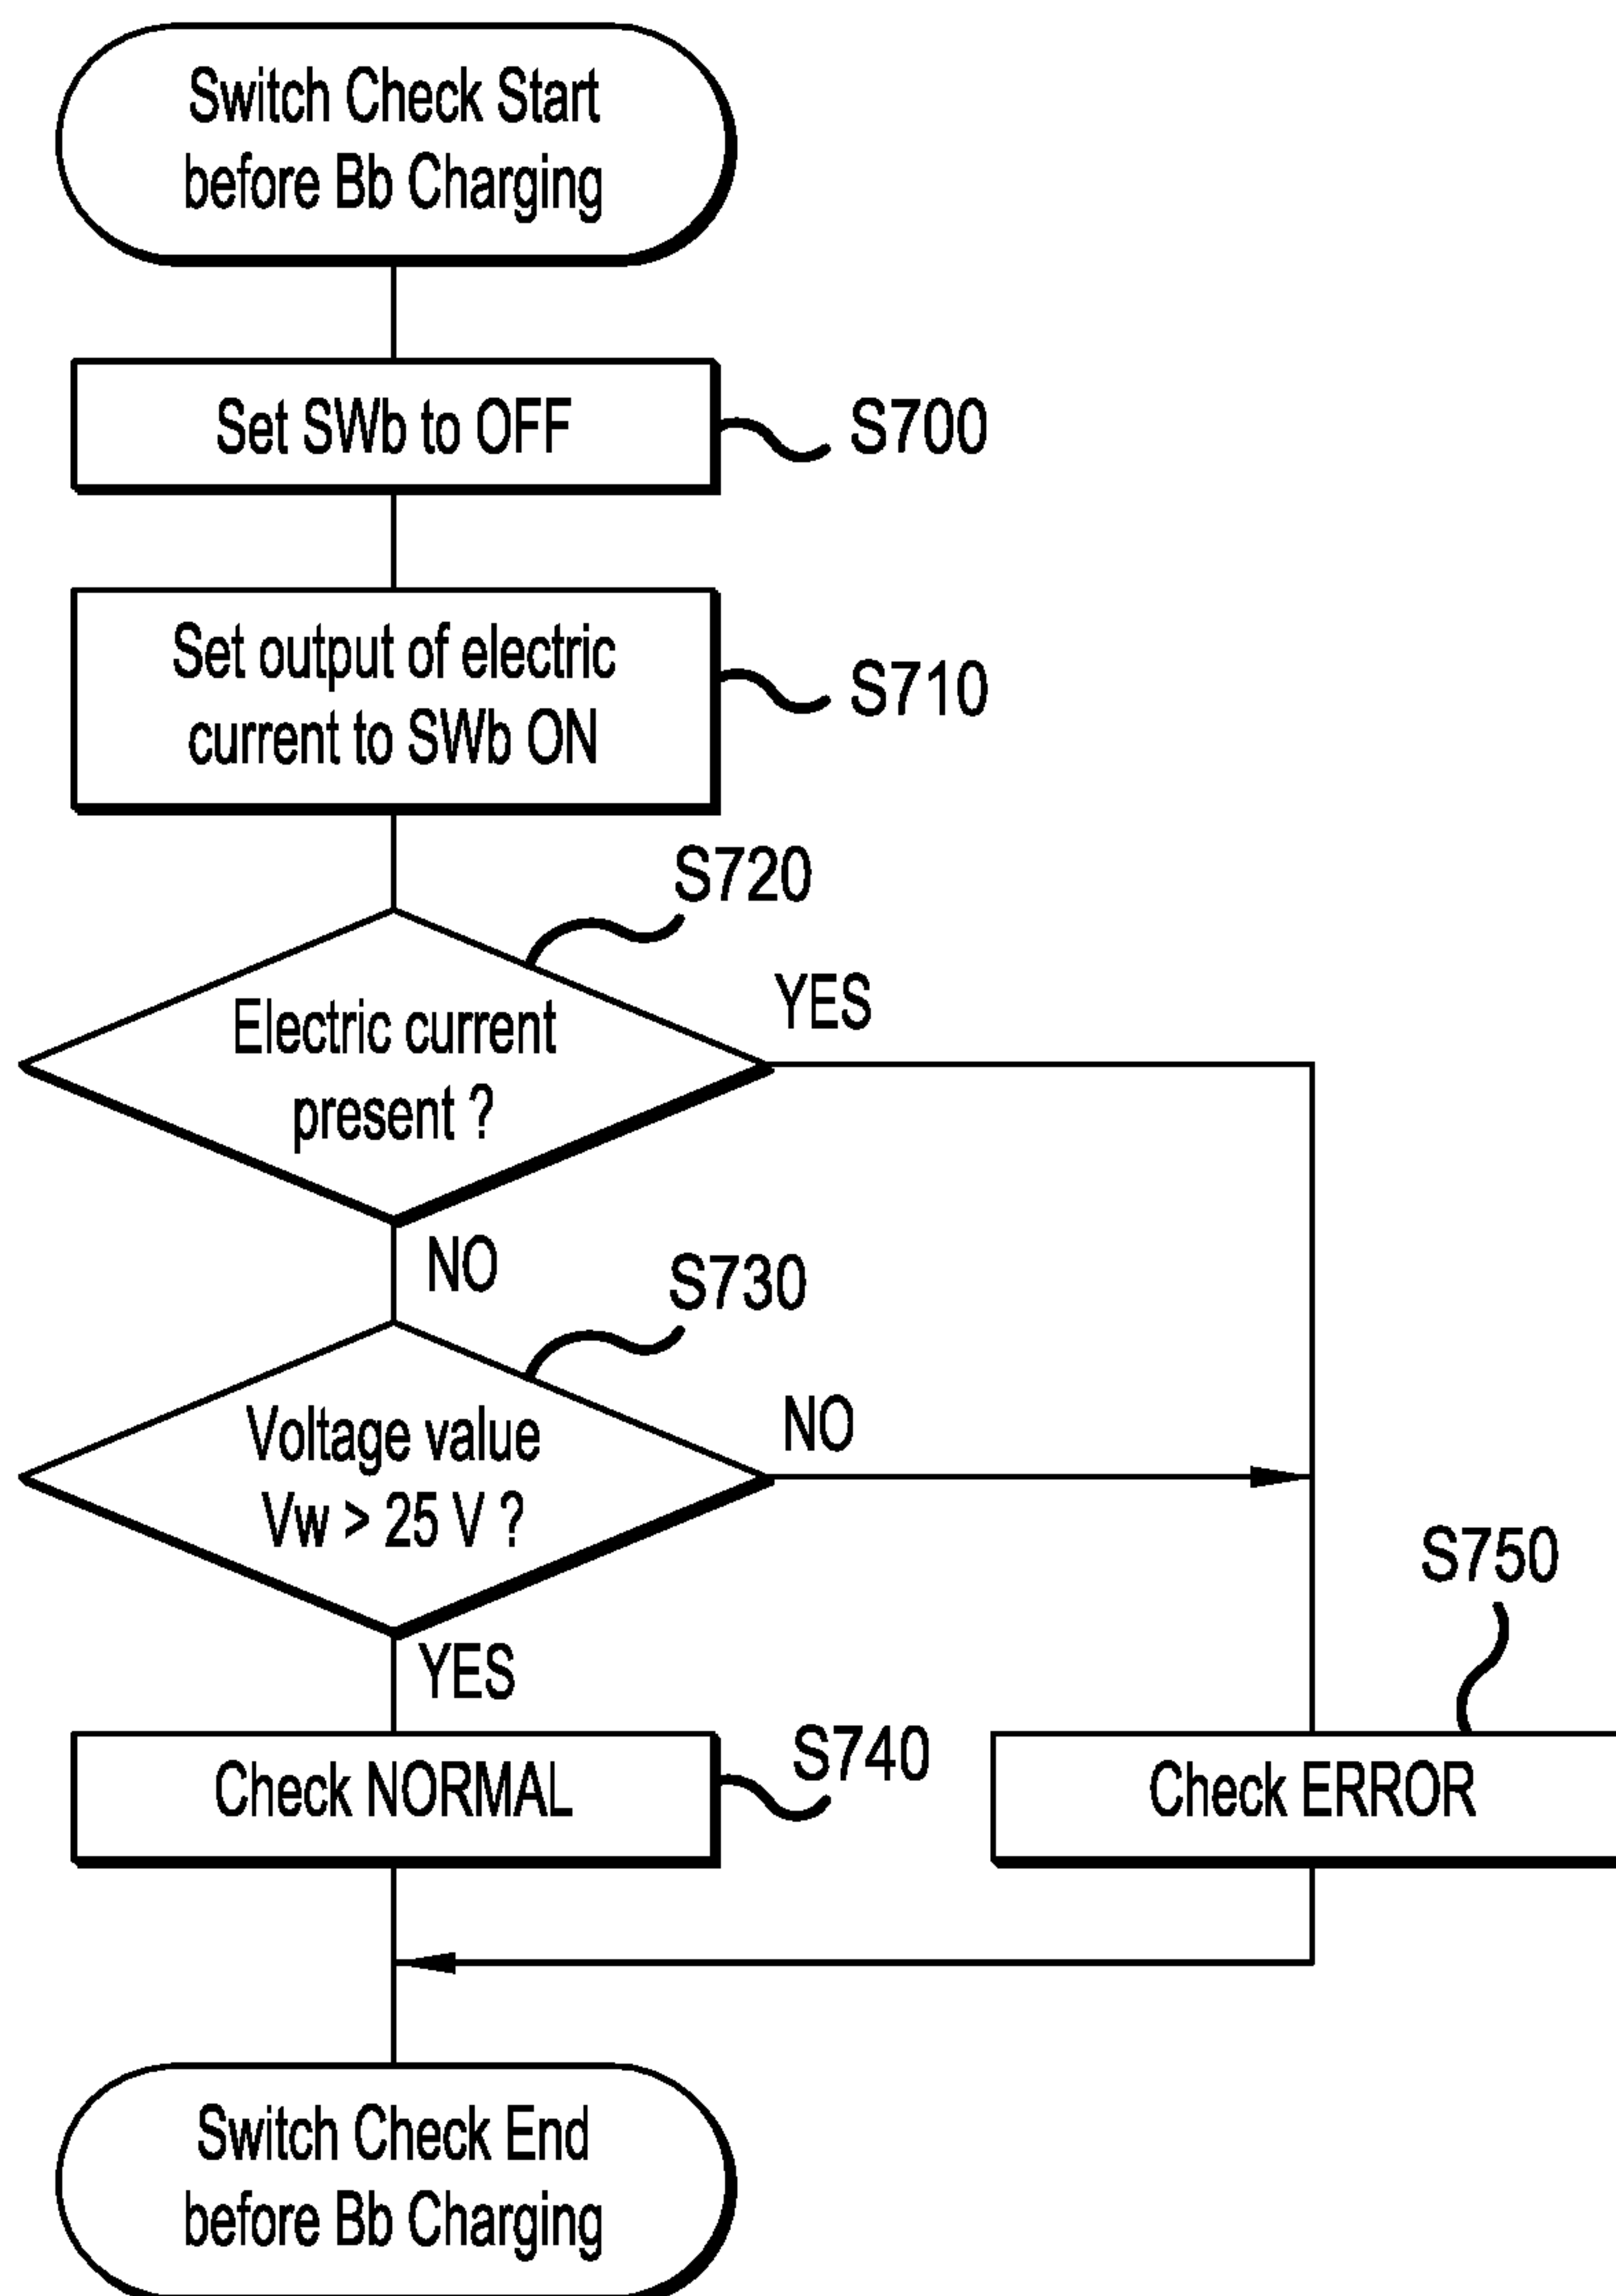 Switch Check Start
before Bb Charging
Set SWb to OFF
S700
Set output of electric
current to SWb ON
S710
S720
Electric current
present ?
YES
NO
S730
Voltage value
Vw > 25 V ?
NO
YES
S750
Check NORMAL
S740
Check ERROR
Switch Check End
before Bb Charging